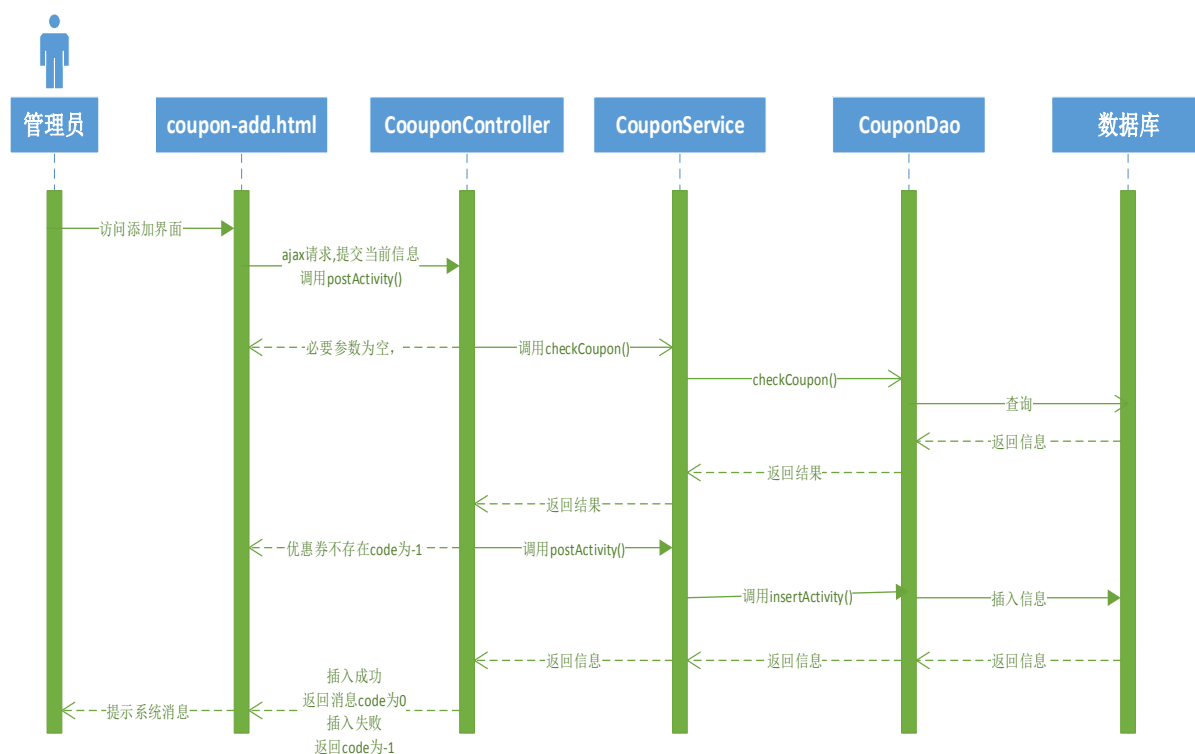 管理员
coupon-add.html
CoouponController
CouponService
CouponDao
数据库
访问添加界面
ajax请求,提交当前信息
调用postActivity()
必要参数为空，
调用checkCoupon()
checkCoupon()
查询
返回信息
返回结果
返回结果
优惠券不存在code为-1
调用postActivity()
调用insertActivity()
插入信息
返回信息
返回信息
返回信息
插入成功
返回消息code为0
插入失败
返回code为-1
提示系统消息